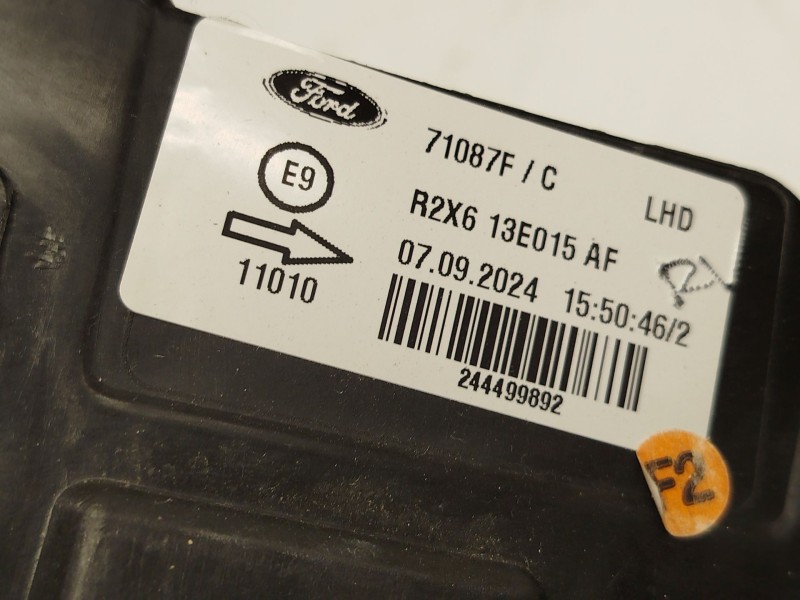 Ford
71087F / C
E9
LHD
R2X6 13E015 AF
11010
07.09.2024 15:50:46/2
244499892
F2